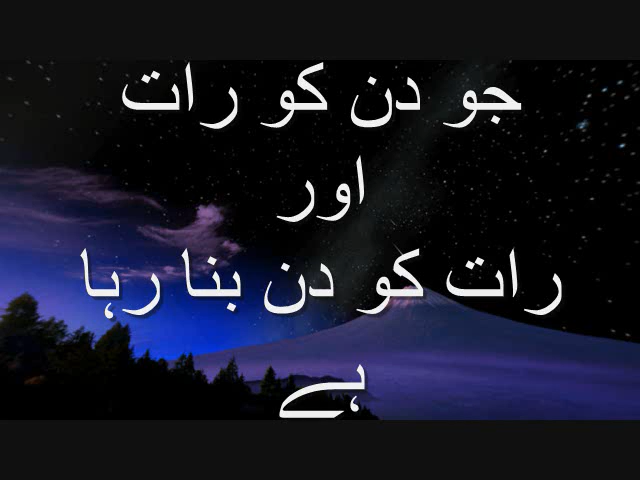 جو دن کو رات
اور
رات کو دن بنا رہا
ہے